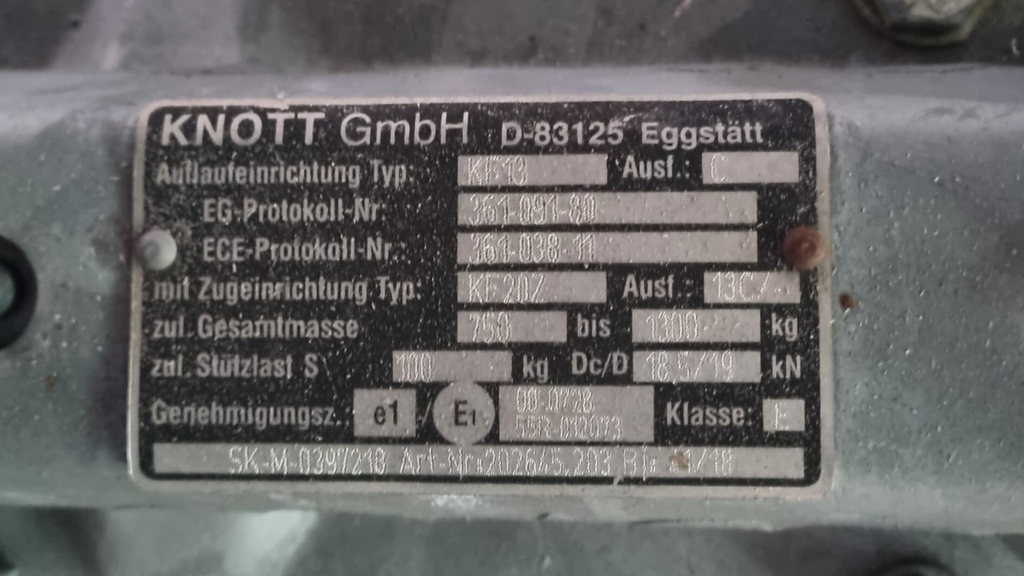 KNOTT GmbH D-83125 Eggstätt
Auflaufeinrichtung Typ: KF13 Ausf.: C
EG-Protokoll-Nr: 361-091-80
ECE-Protokoll-Nr.: 361-038-11
mit Zugeinrichtung Typ: KF20Z Ausf.: 13C
zul. Gesamtmasse 750 bis 1300 kg
zul. Stützlast S 100 kg Dc/D 18,5/19 kN
Genehmigungsz. e1 / E1 00-0728
55R-012073 Klasse: E
SK-M-0397218 Art-Nr:202645.203